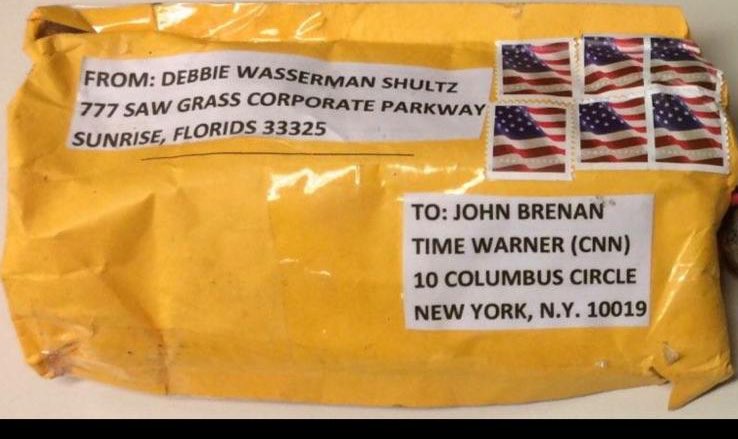 FROM: DEBBIE WASSERMAN SHULTZ
777 SAW GRASS CORPORATE PARKWAY
SUNRISE, FLORIDS 33325
TO: JOHN BRENAN
TIME WARNER (CNN)
10 COLUMBUS CIRCLE
NEW YORK, N.Y. 10019